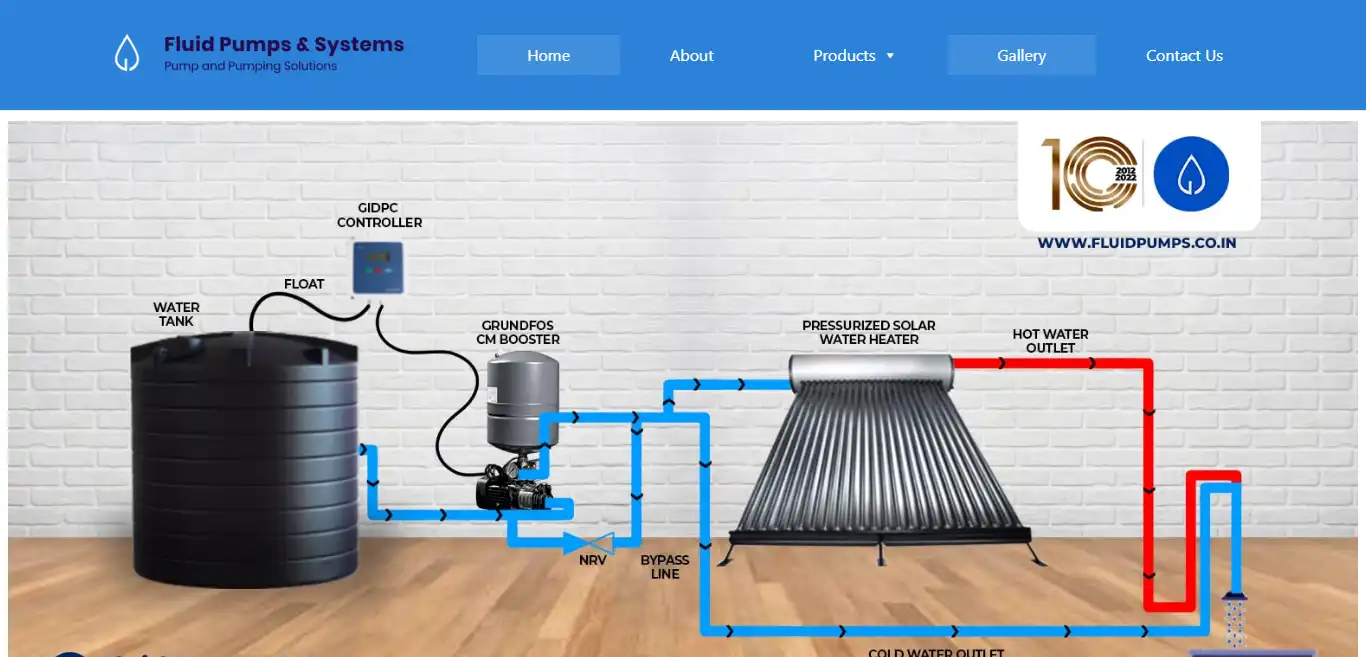 Fluid Pumps & Systems
Pump and Pumping Solutions
Home
About
Products
Gallery
Contact Us
10
2012
2022
WWW.FLUIDPUMPS.CO.IN
GIDPC
CONTROLLER
FLOAT
WATER
TANK
GRUNDFOS
CM BOOSTER
PRESSURIZED SOLAR
WATER HEATER
HOT WATER
OUTLET
NRV
BYPASS
LINE
COLD WATER OUTLET